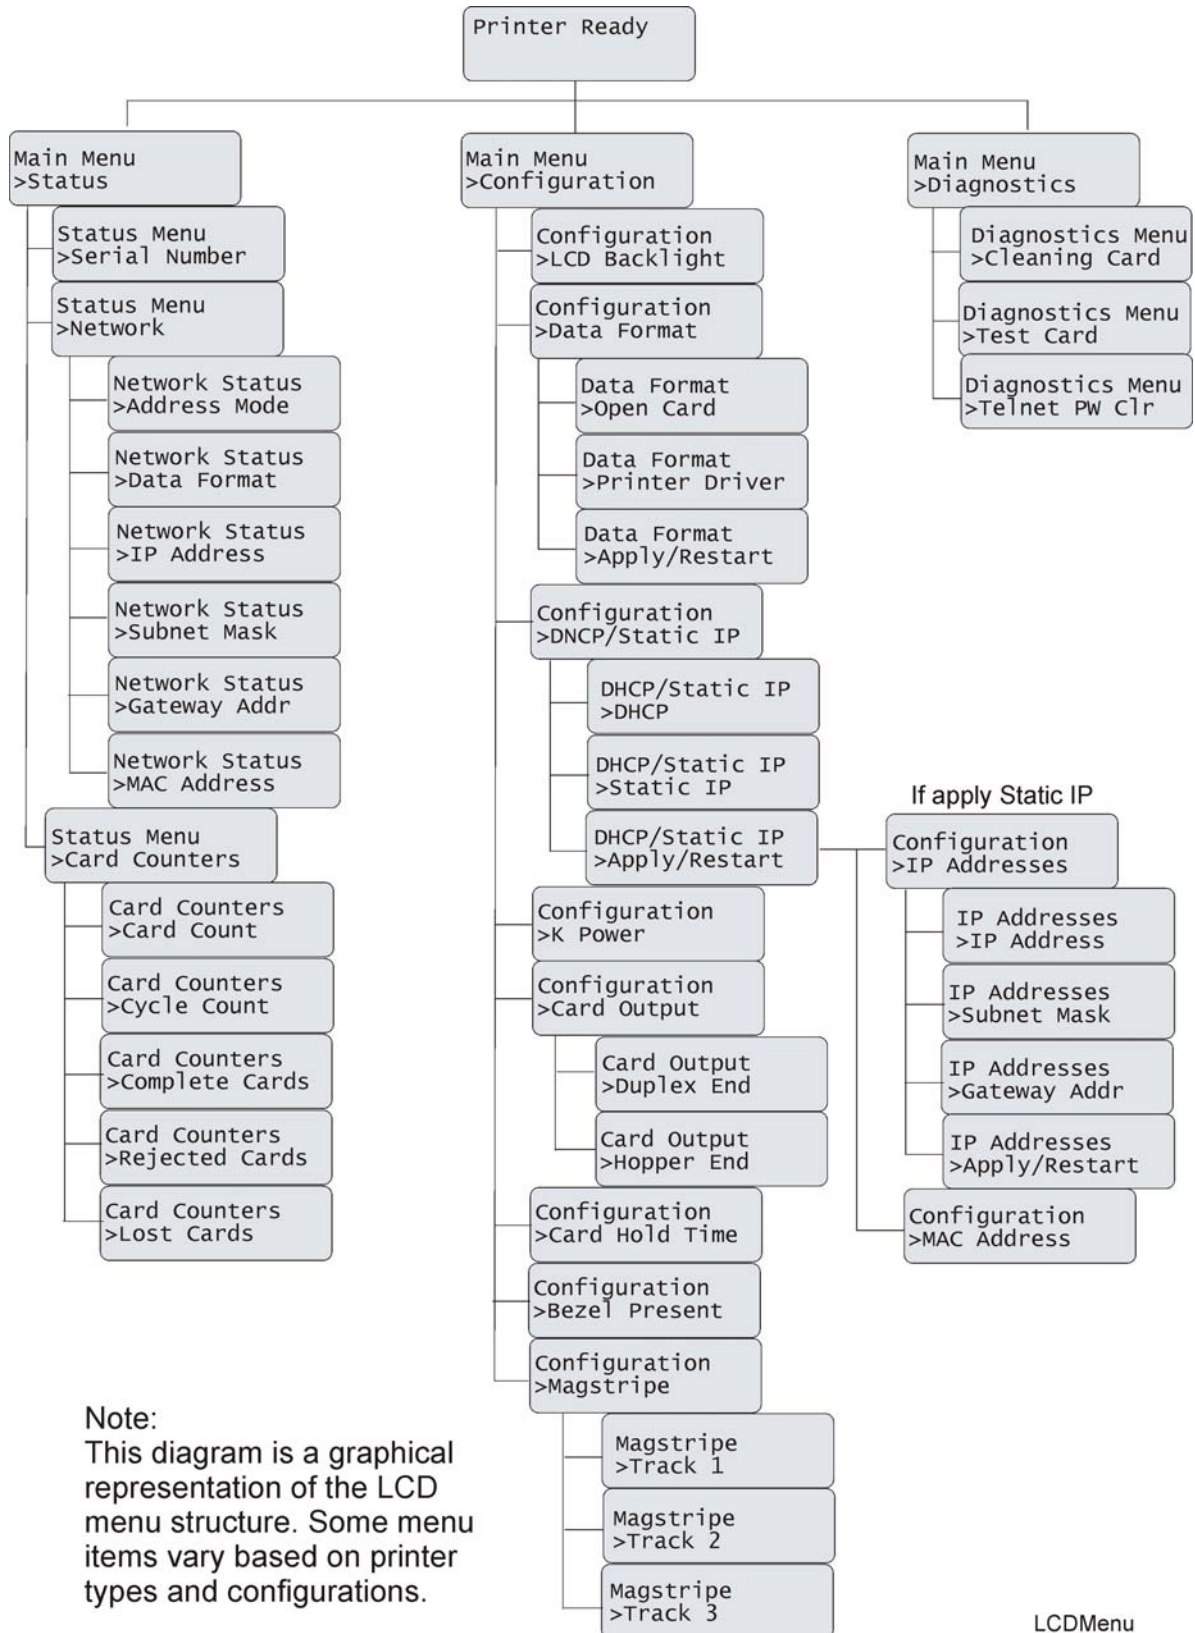 Printer Ready
Main Menu
>Status
Status Menu
>Serial Number
Status Menu
>Network
Network Status
>Address Mode
Network Status
>Data Format
Network Status
>IP Address
Network Status
>Subnet Mask
Network Status
>Gateway Addr
Network Status
>MAC Address
Status Menu
>Card Counters
Card Counters
>Card Count
Card Counters
>Cycle Count
Card Counters
>Complete Cards
Card Counters
>Rejected Cards
Card Counters
>Lost Cards
Main Menu
>Configuration
Configuration
>LCD Backlight
Configuration
>Data Format
Data Format
>Open Card
Data Format
>Printer Driver
Data Format
>Apply/Restart
Configuration
>DNCP/Static IP
DHCP/Static IP
>DHCP
DHCP/Static IP
>Static IP
DHCP/Static IP
>Apply/Restart
If apply Static IP
Configuration
>IP Addresses
IP Addresses
>IP Address
IP Addresses
>Subnet Mask
IP Addresses
>Gateway Addr
IP Addresses
>Apply/Restart
Configuration
>MAC Address
Configuration
>K Power
Configuration
>Card Output
Card Output
>Duplex End
Card Output
>Hopper End
Configuration
>Card Hold Time
Configuration
>Bezel Present
Configuration
>Magstripe
Magstripe
>Track 1
Magstripe
>Track 2
Magstripe
>Track 3
Main Menu
>Diagnostics
Diagnostics Menu
>Cleaning Card
Diagnostics Menu
>Test Card
Diagnostics Menu
>Telnet PW Clr
Note:
This diagram is a graphical
representation of the LCD
menu structure. Some menu
items vary based on printer
types and configurations.
LCDMenu